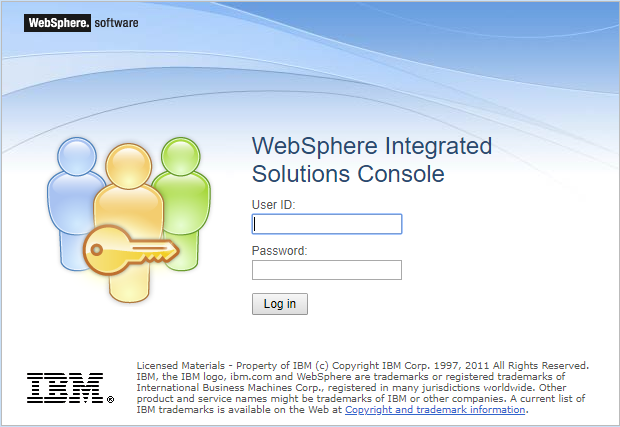 WebSphere. software
WebSphere Integrated
Solutions Console
User ID:
Password:
Log in
Licensed Materials - Property of IBM (c) Copyright IBM Corp. 1997, 2011 All Rights Reserved.
IBM, the IBM logo, ibm.com and WebSphere are trademarks or registered trademarks of
International Business Machines Corp., registered in many jurisdictions worldwide. Other
product and service names might be trademarks of IBM or other companies. A current list of
IBM trademarks is available on the Web at Copyright and trademark information.
IBM®